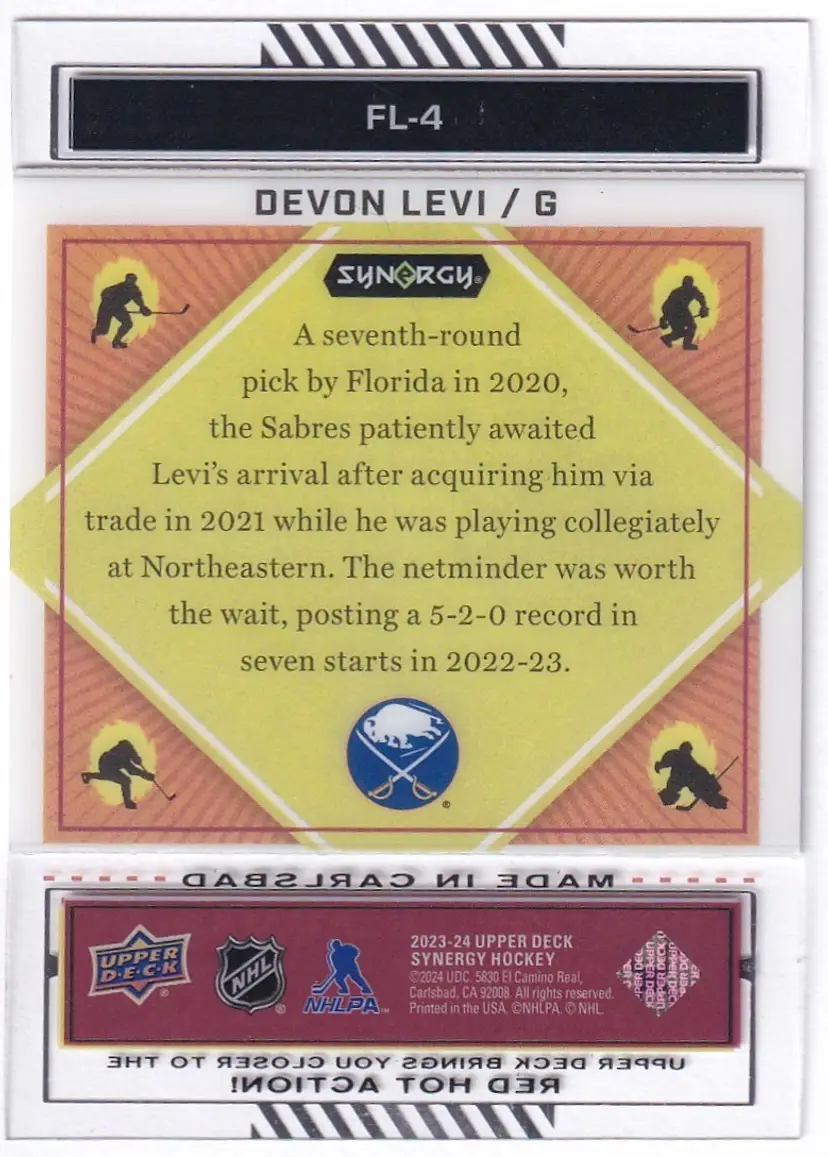 FL-4
DEVON LEVI / G
SYNERGY®
A seventh-round
pick by Florida in 2020,
the Sabres patiently awaited
Levi's arrival after acquiring him via
trade in 2021 while he was playing collegiately
at Northeastern. The netminder was worth
the wait, posting a 5-2-0 record in
seven starts in 2022-23.
®
MADE IN CARLSBAD
UPPER
D·E·C·K
®
NHL
®
NHLPA™
2023-24 UPPER DECK
SYNERGY HOCKEY
©2024 UDC. 5830 El Camino Real,
Carlsbad, CA 92008. All rights reserved.
Printed in the USA. ©NHLPA. © NHL.
UPPER DECK BRINGS YOU CLOSER TO THE
RED HOT ACTION!